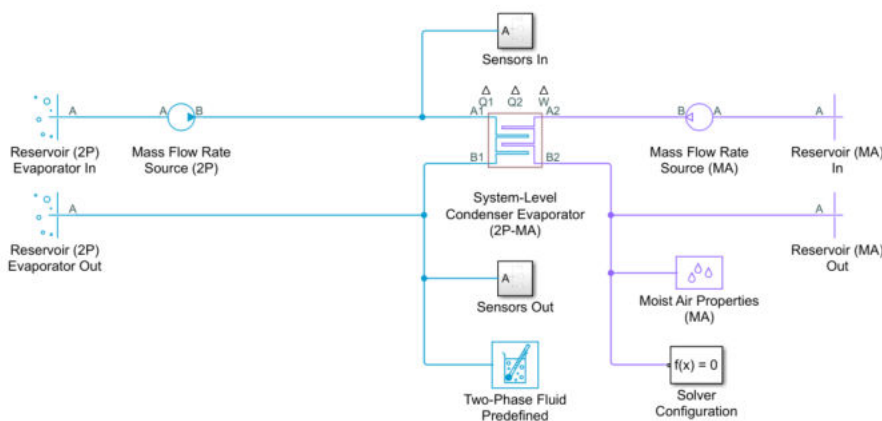 A
Sensors In
Q1 Q2 W
A A B A1 A2 B A A
Reservoir (2P)
Evaporator In
Mass Flow Rate
Source (2P)
Mass Flow Rate
Source (MA)
Reservoir (MA)
In
B1 B2
System-Level
Condenser Evaporator
(2P-MA)
A A
Reservoir (2P)
Evaporator Out
Reservoir (MA)
Out
A
Sensors Out
Moist Air Properties
(MA)
f(x) = 0
Two-Phase Fluid
Predefined
Solver
Configuration